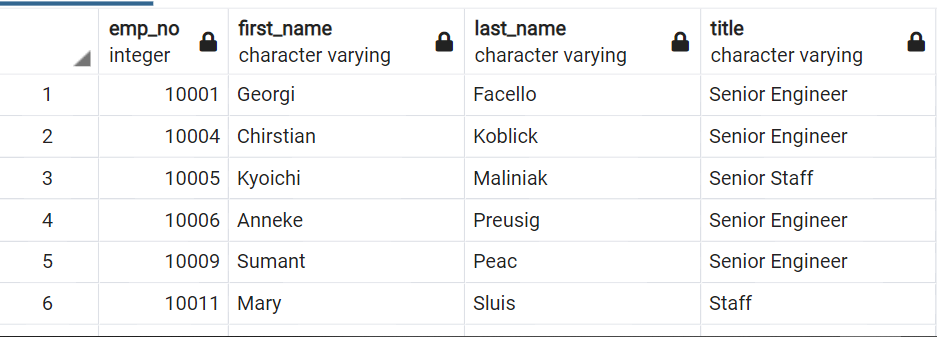 emp_no first_name last_name title
integer character varying character varying character varying
1 10001 Georgi Facello Senior Engineer
2 10004 Chirstian Koblick Senior Engineer
3 10005 Kyoichi Maliniak Senior Staff
4 10006 Anneke Preusig Senior Engineer
5 10009 Sumant Peac Senior Engineer
6 10011 Mary Sluis Staff